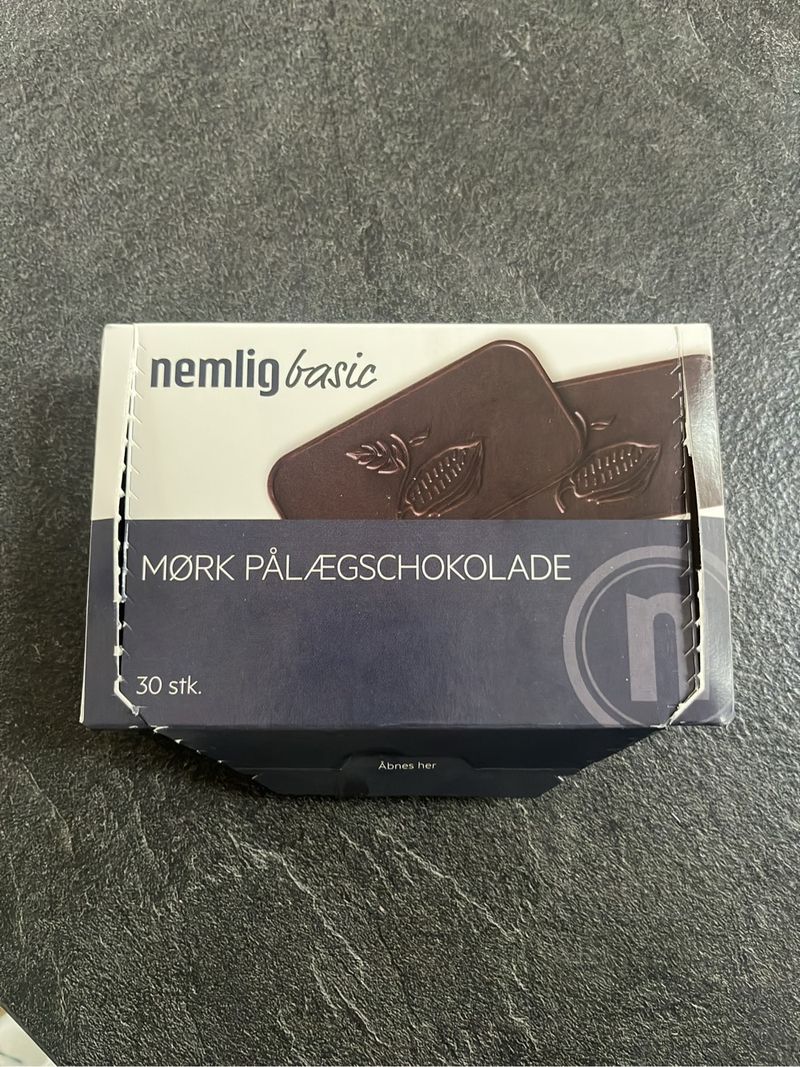 nemlig basic
MØRK PÅLÆGSCHOKOLADE
n
30 stk.
Åbnes her